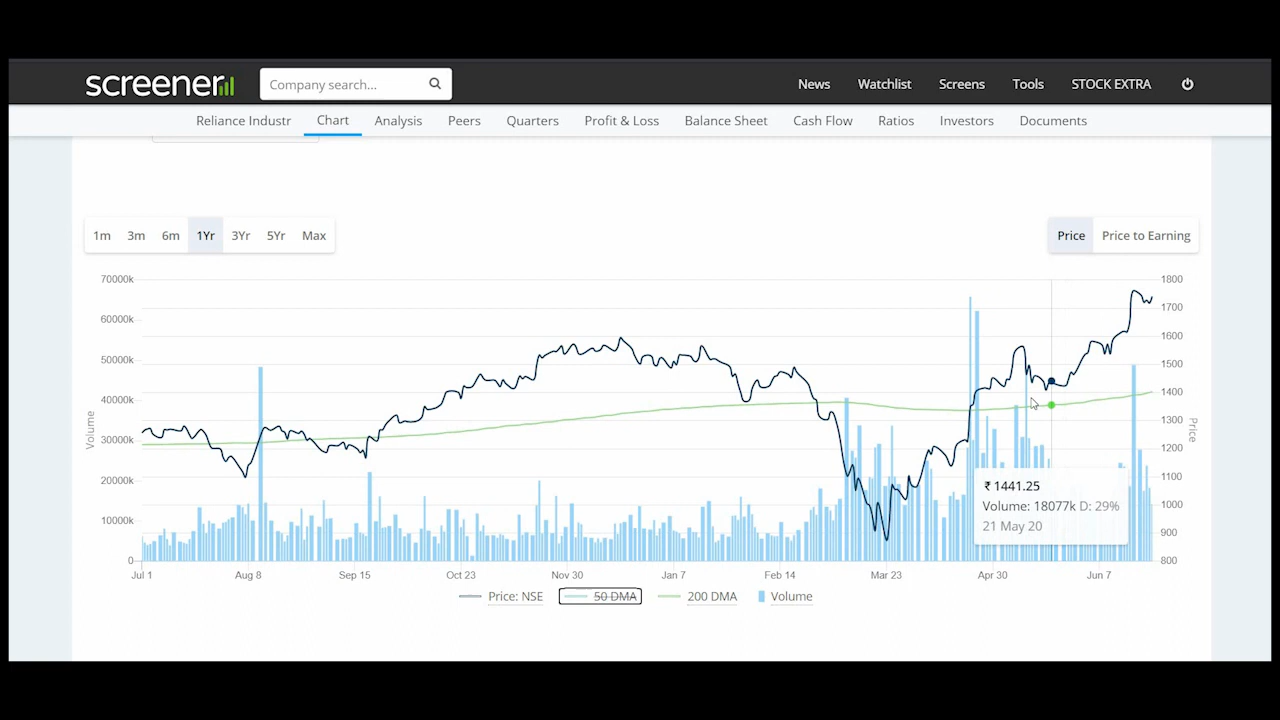 screener
Company search...
News Watchlist Screens Tools STOCK EXTRA
Reliance Industr Chart Analysis Peers Quarters Profit & Loss Balance Sheet Cash Flow Ratios Investors Documents
1m 3m 6m 1Yr 3Yr 5Yr Max
Price Price to Earning
70000k
60000k
50000k
40000k
30000k
20000k
10000k
0
Volume
1800
1700
1600
1500
1400
1300
1200
1100
1000
900
800
Price
₹ 1441.25
Volume: 18077k D: 29%
21 May 20
Jul 1 Aug 8 Sep 15 Oct 23 Nov 30 Jan 7 Feb 14 Mar 23 Apr 30 Jun 7
Price: NSE 50 DMA 200 DMA Volume